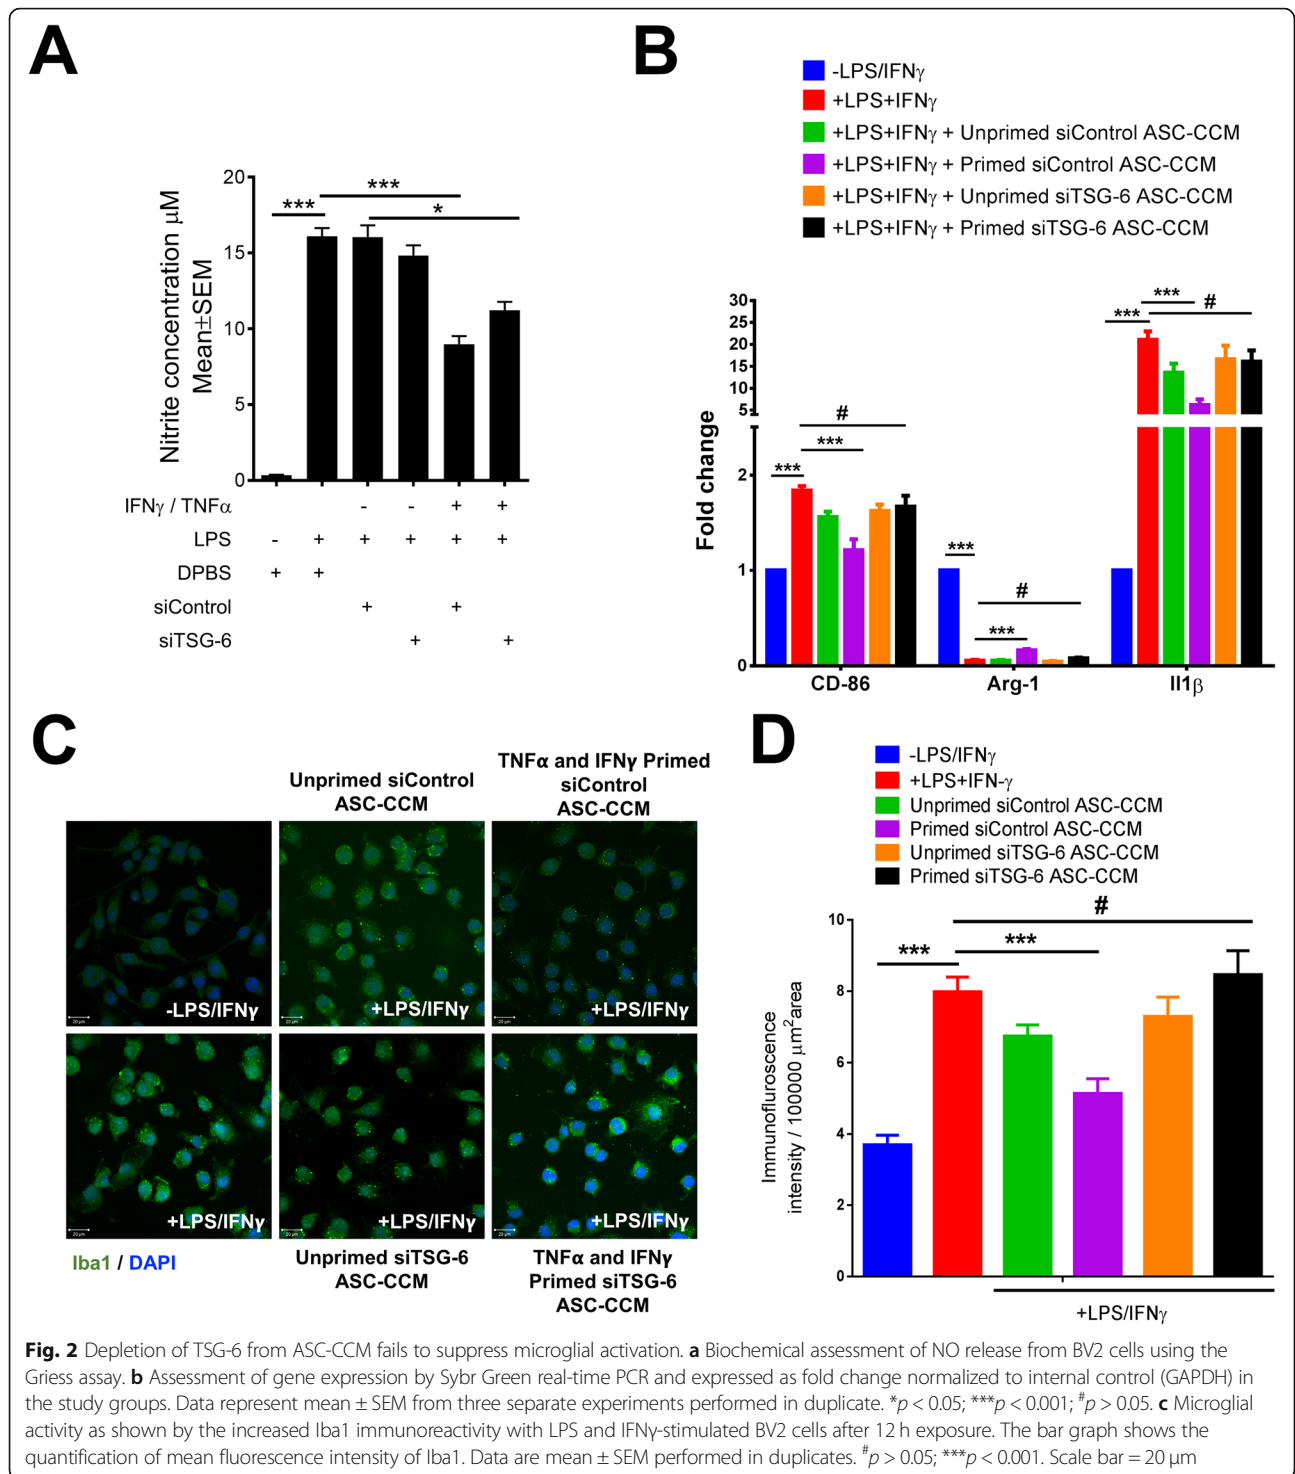 A
20
15
10
5
0
Nitrite concentration μM
Mean±SEM
***
***
*
IFNγ / TNFα - - + +
LPS - + + + + +
DPBS + +
siControl + +
siTSG-6 + +
B
-LPS/IFNγ
+LPS+IFNγ
+LPS+IFNγ + Unprimed siControl ASC-CCM
+LPS+IFNγ + Primed siControl ASC-CCM
+LPS+IFNγ + Unprimed siTSG-6 ASC-CCM
+LPS+IFNγ + Primed siTSG-6 ASC-CCM
Fold change
30
25
20
15
10
5
2
1
0
***
***
#
***
***
#
***
***
#
CD-86 Arg-1 Il1β
C
Unprimed siControl
ASC-CCM
TNFα and IFNγ Primed
siControl
ASC-CCM
-LPS/IFNγ
+LPS/IFNγ
+LPS/IFNγ
20 μm
20 μm
20 μm
+LPS/IFNγ
+LPS/IFNγ
+LPS/IFNγ
20 μm
20 μm
20 μm
Iba1 / DAPI
Unprimed siTSG-6
ASC-CCM
TNFα and IFNγ
Primed siTSG-6
ASC-CCM
D
-LPS/IFNγ
+LPS+IFN-γ
Unprimed siControl ASC-CCM
Primed siControl ASC-CCM
Unprimed siTSG-6 ASC-CCM
Primed siTSG-6 ASC-CCM
Immunofluroscence
intensity / 100000 μm²area
10
8
6
4
2
0
***
***
#
+LPS/IFNγ
Fig. 2 Depletion of TSG-6 from ASC-CCM fails to suppress microglial activation. a Biochemical assessment of NO release from BV2 cells using the
Griess assay. b Assessment of gene expression by Sybr Green real-time PCR and expressed as fold change normalized to internal control (GAPDH) in
the study groups. Data represent mean ± SEM from three separate experiments performed in duplicate. *p < 0.05; ***p < 0.001; #p > 0.05. c Microglial
activity as shown by the increased Iba1 immunoreactivity with LPS and IFNγ-stimulated BV2 cells after 12 h exposure. The bar graph shows the
quantification of mean fluorescence intensity of Iba1. Data are mean ± SEM performed in duplicates. #p > 0.05; ***p < 0.001. Scale bar = 20 μm